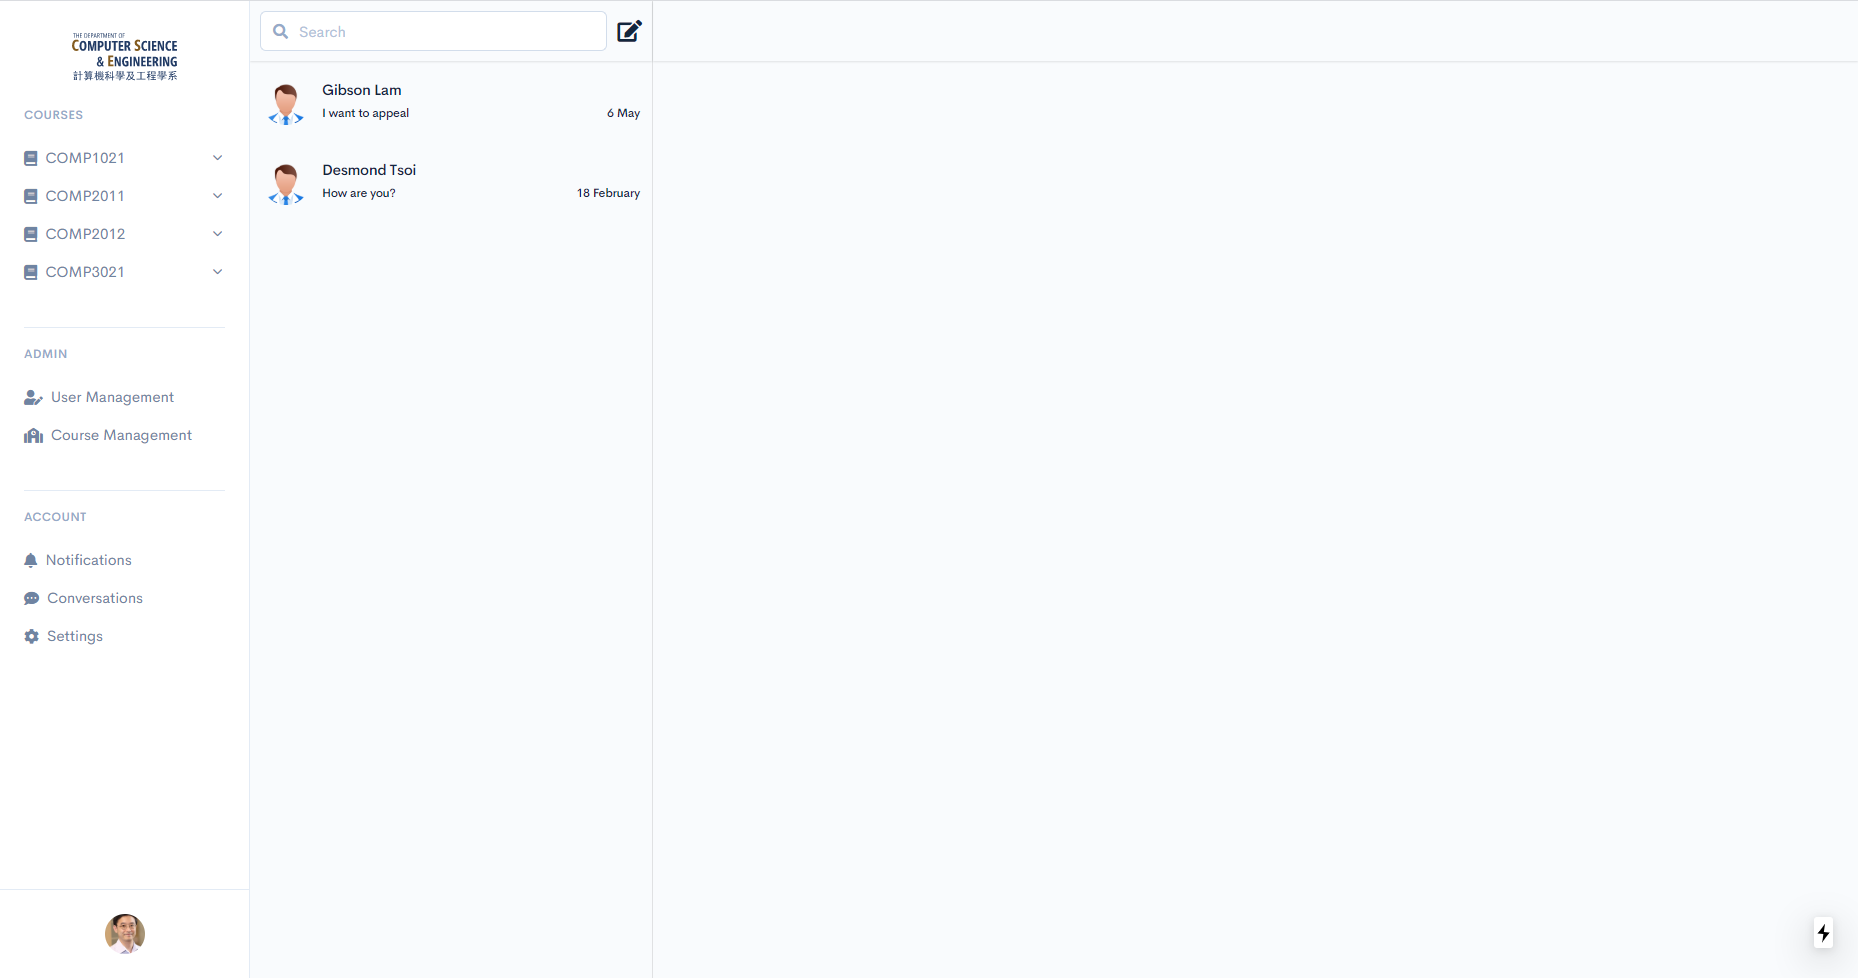 THE DEPARTMENT OF
COMPUTER SCIENCE
& ENGINEERING
計算機科學及工程學系
COURSES
COMP1021
COMP2011
COMP2012
COMP3021
ADMIN
User Management
Course Management
ACCOUNT
Notifications
Conversations
Settings
Search
Gibson Lam
I want to appeal 6 May
Desmond Tsoi
How are you? 18 February